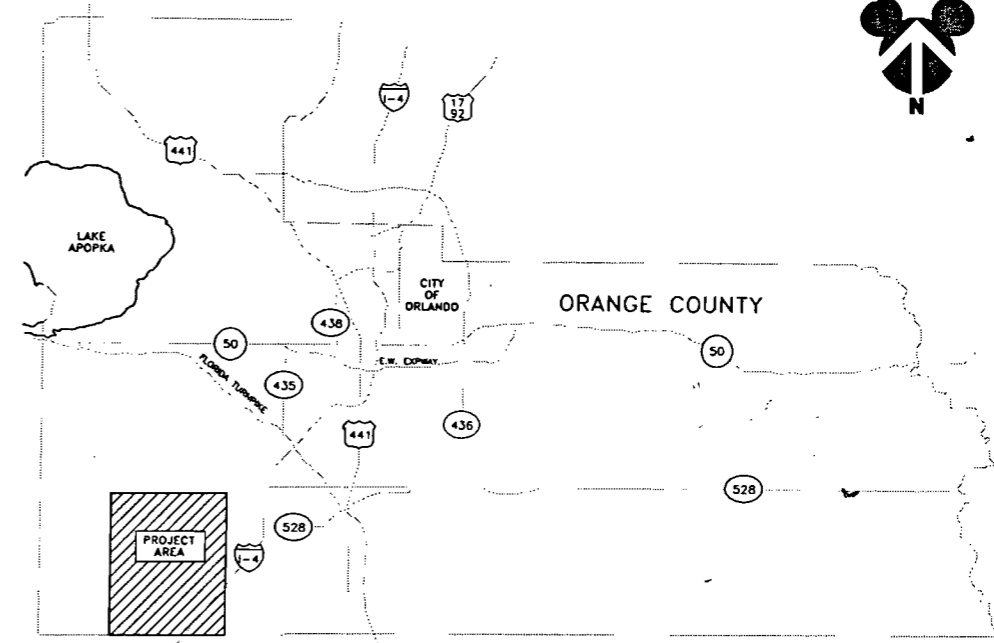 N
I-4
17
92
441
LAKE
APOPKA
CITY
OF
ORLANDO
ORANGE COUNTY
438
50
50
E.W. EXPWAY
FLORIDA TURNPIKE
435
436
441
528
528
PROJECT
AREA
I-4